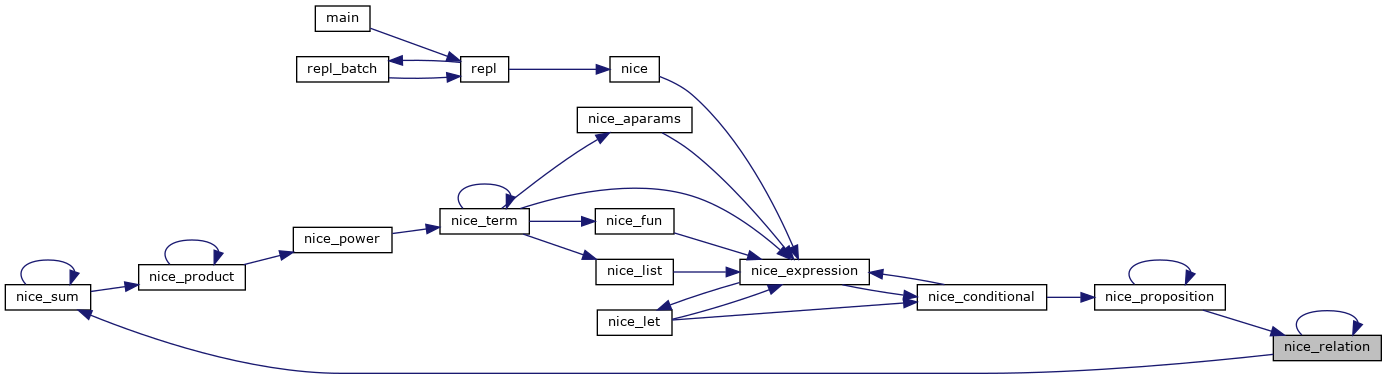 main
repl_batch
repl
nice
nice_aparams
nice_term
nice_fun
nice_power
nice_list
nice_expression
nice_product
nice_sum
nice_conditional
nice_proposition
nice_let
nice_relation